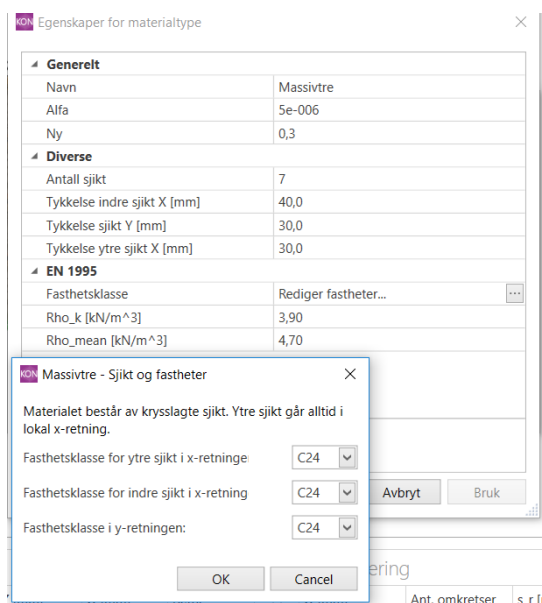 KON Egenskaper for materialtype
Generelt
Navn Massivtre
Alfa 5e-006
Ny 0,3
Diverse
Antall sjikt 7
Tykkelse indre sjikt X [mm] 40,0
Tykkelse sjikt Y [mm] 30,0
Tykkelse ytre sjikt X [mm] 30,0
EN 1995
Fasthetsklasse Rediger fastheter... ...
Rho_k [kN/m^3] 3,90
Rho_mean [kN/m^3] 4,70
KON Massivtre - Sjikt og fastheter
Materialet består av krysslagte sjikt. Ytre sjikt går alltid i
lokal x-retning.
Fasthetsklasse for ytre sjikt i x-retninge C24
Fasthetsklasse for indre sjikt i x-retning C24
Fasthetsklasse i y-retningen: C24
OK Cancel
Avbryt Bruk
ering
Ant. omkretser s_r